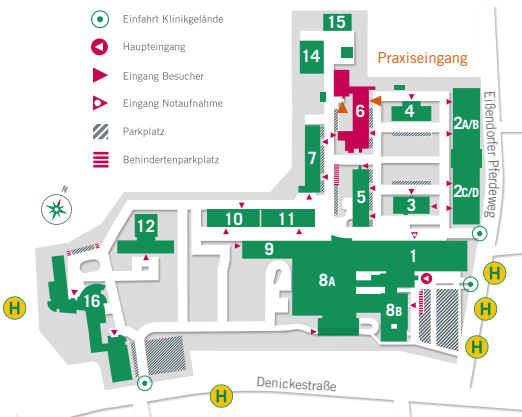 Einfahrt Klinikgelände
Haupteingang
Eingang Besucher
Eingang Notaufnahme
Parkplatz
Behindertenparkplatz
N
15
14
Praxiseingang
6
4
2A/B
Eißendorfer Pferdeweg
7
5
3
2C/D
12
10
11
9
1
8A
8B
16
H
H
H
H
H
Denickestraße